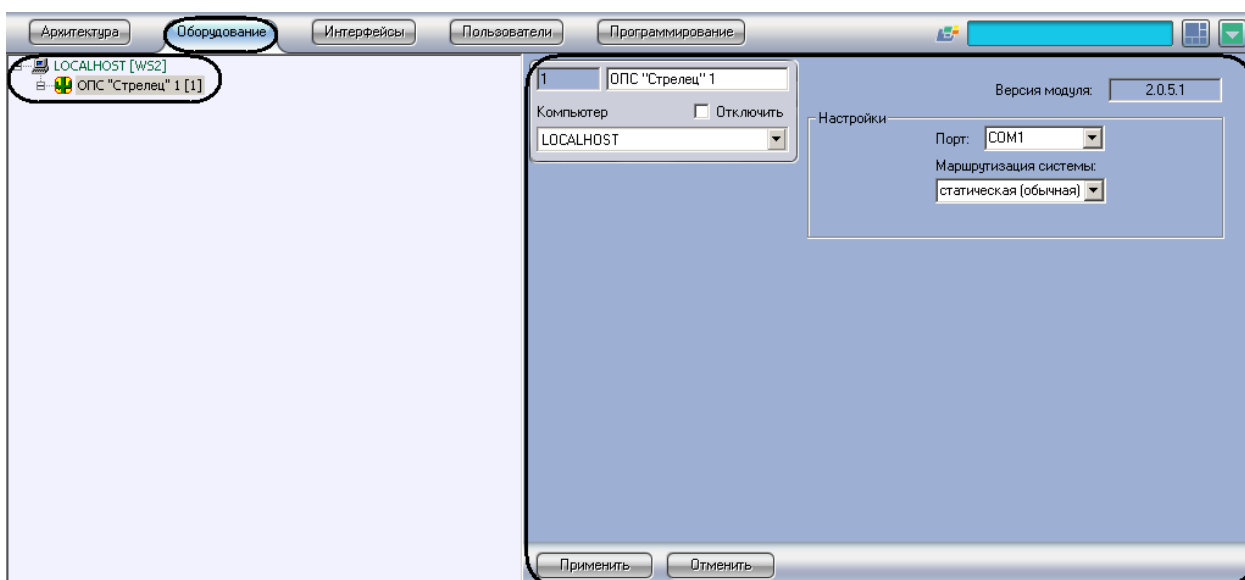 Архитектура Оборудование Интерфейсы Пользователи Программирование
LOCALHOST [WS2]
ОПС "Стрелец" 1 [1]
1 ОПС "Стрелец" 1
Компьютер Отключить
LOCALHOST
Версия модуля: 2.0.5.1
Настройки
Порт: COM1
Маршрутизация системы:
статическая (обычная)
Применить Отменить